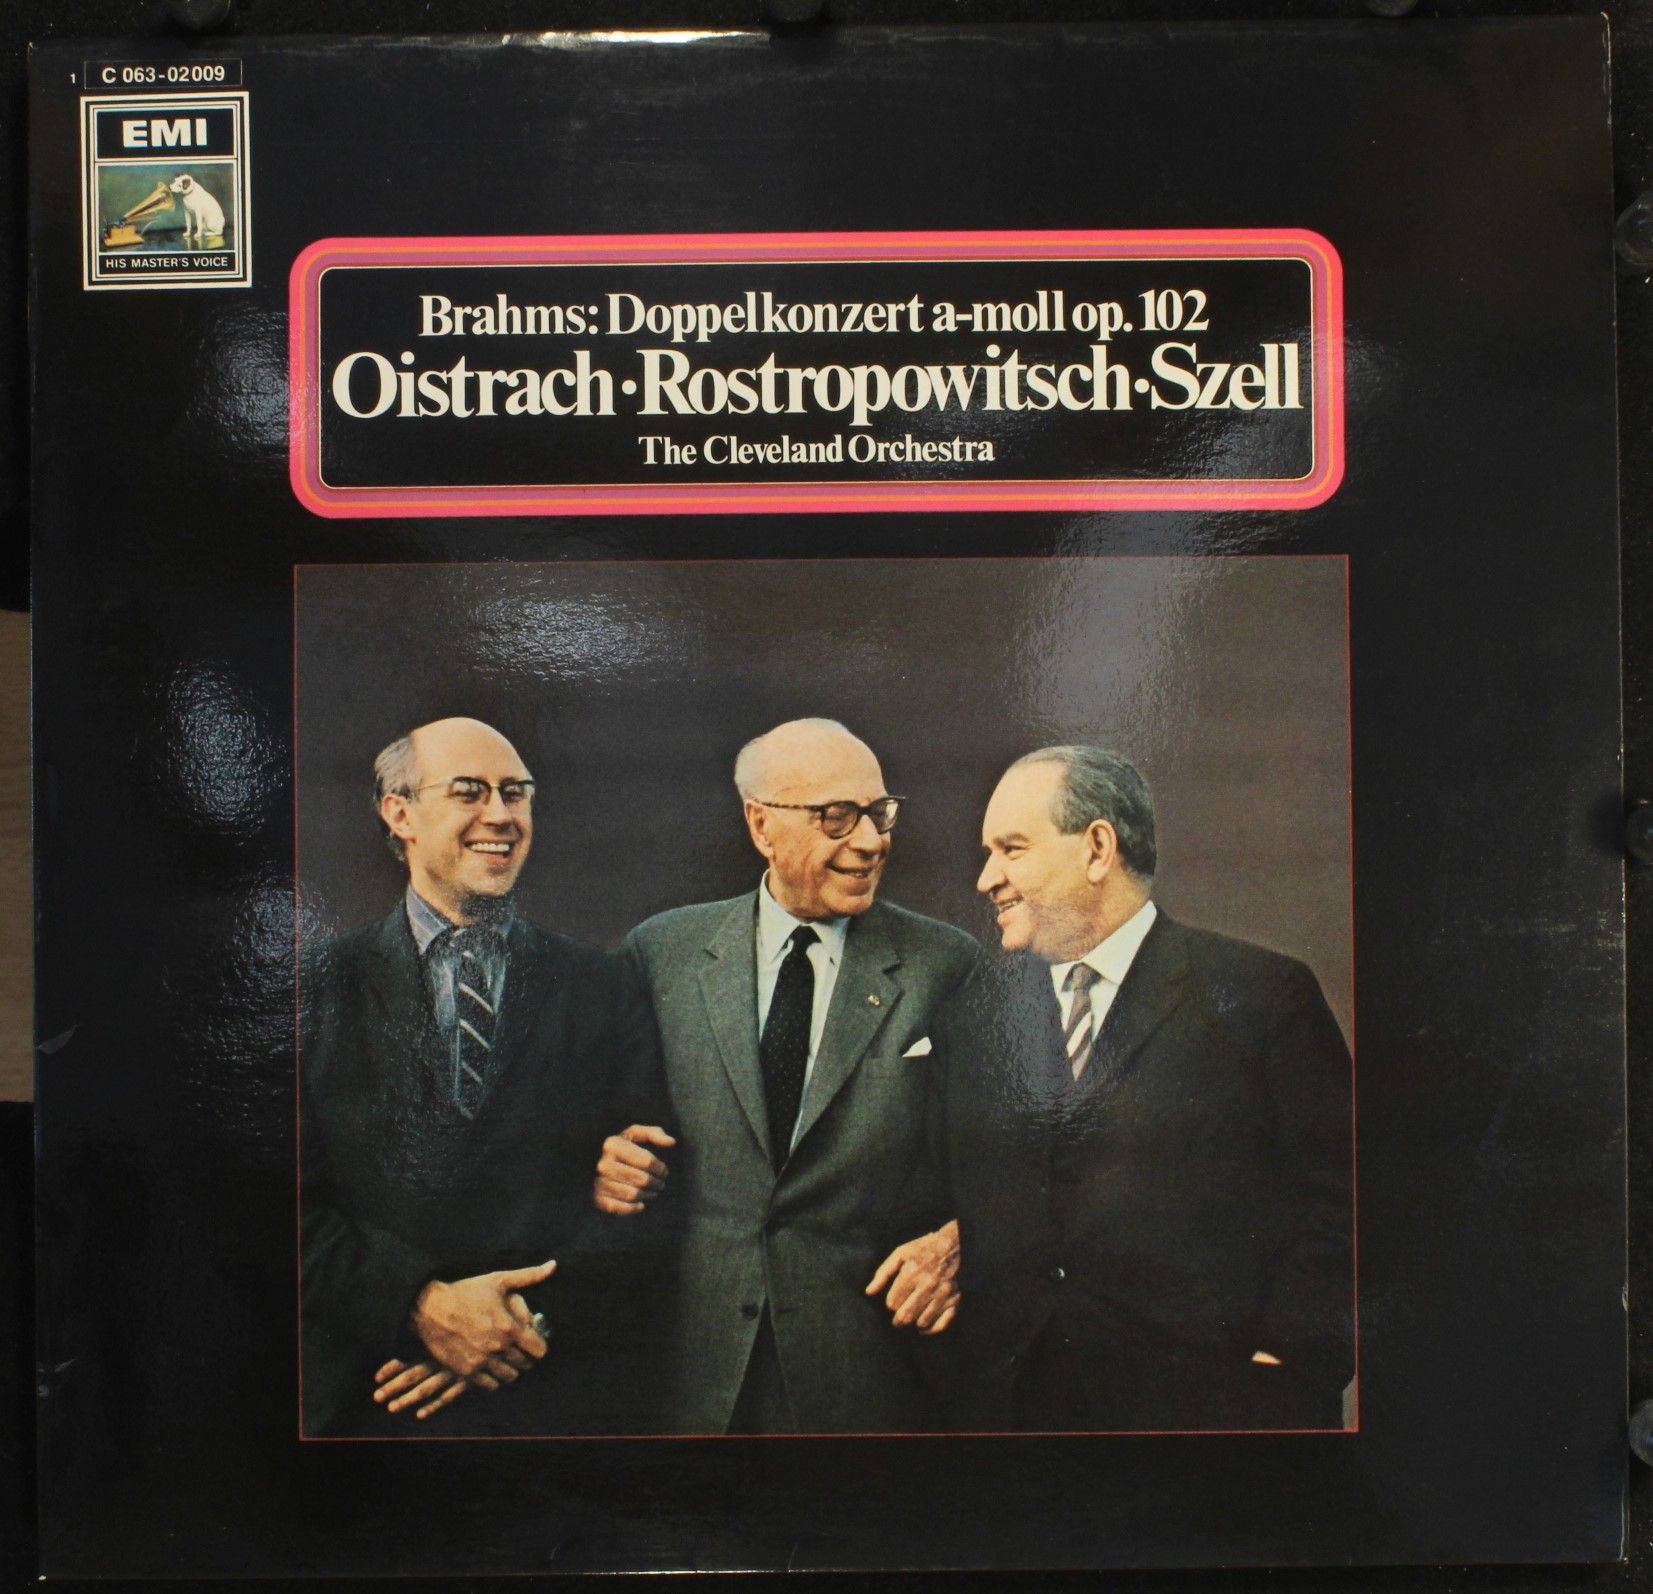 1 C 063-02009
EMI
HIS MASTER'S VOICE
Brahms: Doppelkonzert a-moll op. 102
Oistrach·Rostropowitsch·Szell
The Cleveland Orchestra